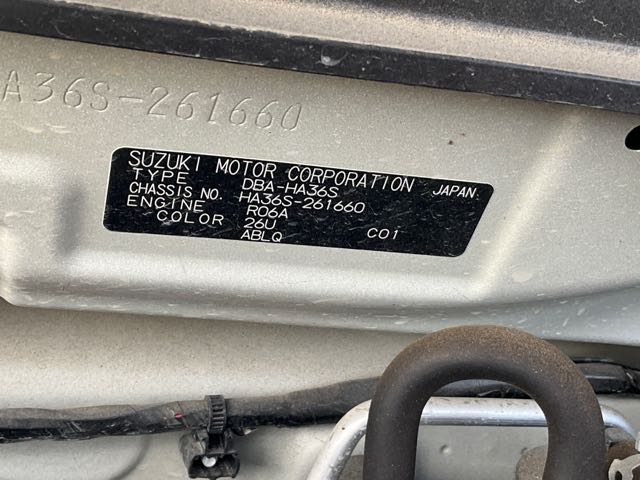 A36S-261660
SUZUKI MOTOR CORPORATION JAPAN
TYPE DBA-HA36S
CHASSIS NO. HA36S-261660
ENGINE R06A
COLOR 26U C01
ABLQ